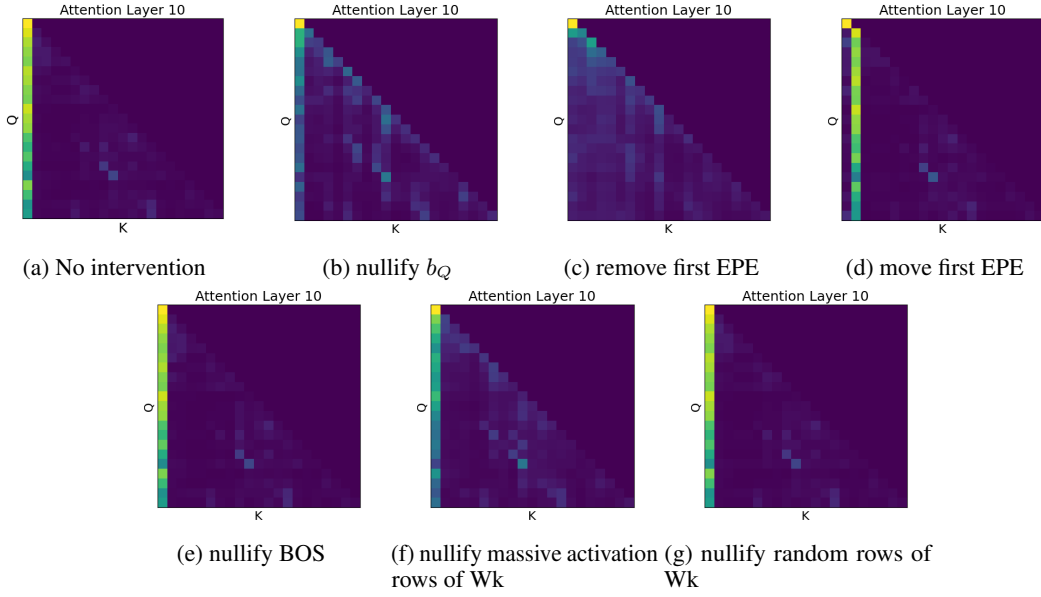 Attention Layer 10 Attention Layer 10 Attention Layer 10 Attention Layer 10
Q Q Q Q
K K K K
(a) No intervention (b) nullify b_Q (c) remove first EPE (d) move first EPE
Attention Layer 10 Attention Layer 10 Attention Layer 10
Q Q Q
K K K
(e) nullify BOS (f) nullify massive activation (g) nullify random rows of
rows of Wk Wk